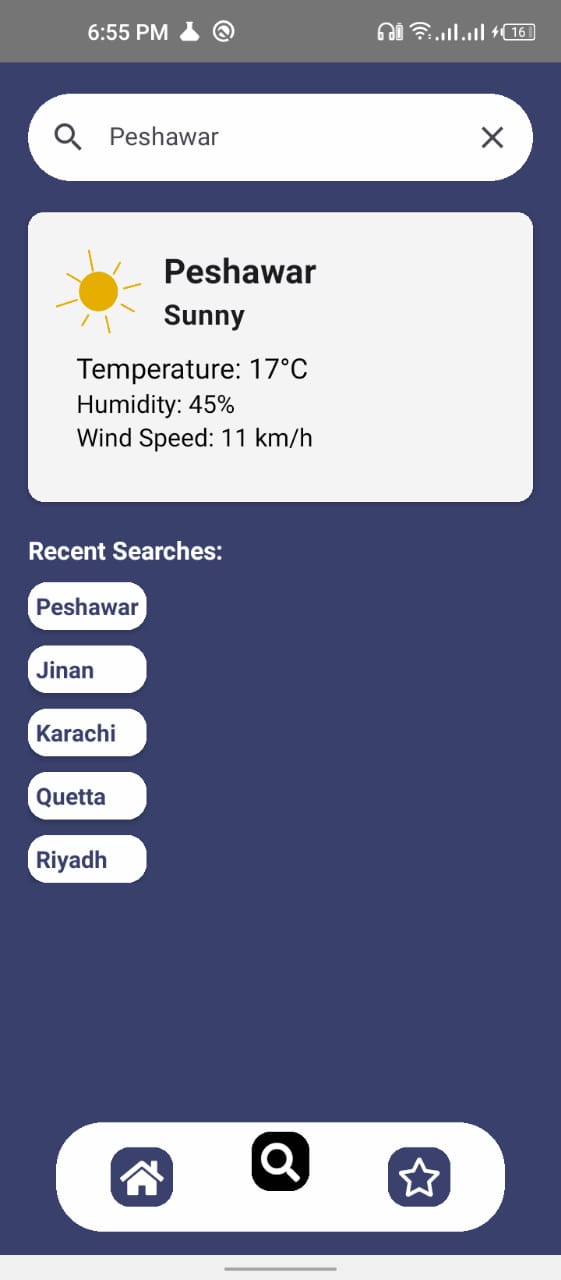 6:55 PM
16
Peshawar
Peshawar
Sunny
Temperature: 17°C
Humidity: 45%
Wind Speed: 11 km/h
Recent Searches:
Peshawar
Jinan
Karachi
Quetta
Riyadh